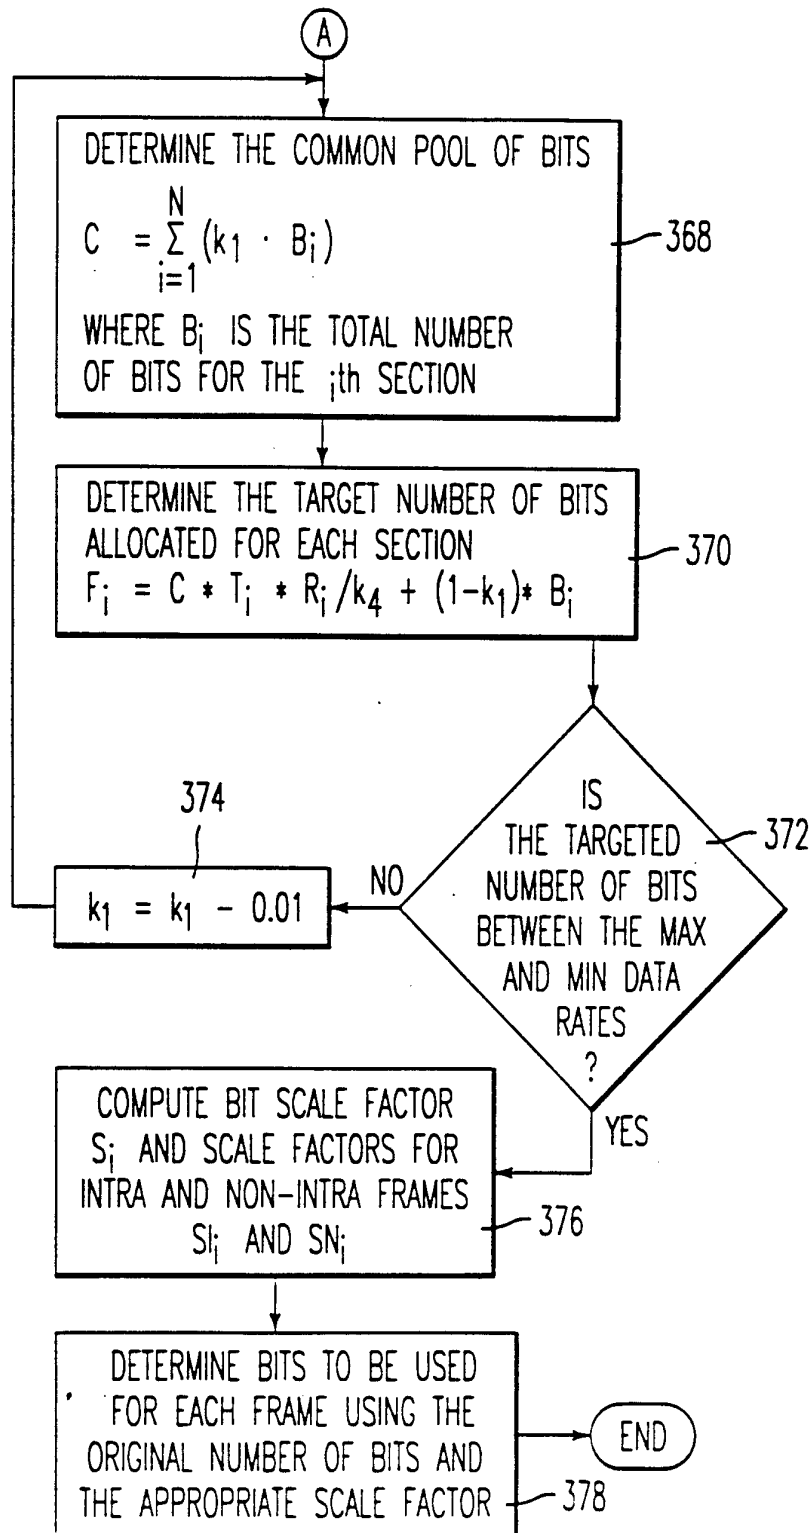 A
DETERMINE THE COMMON POOL OF BITS
N
C = Σ (k₁ · Bᵢ)
i=1
WHERE Bᵢ IS THE TOTAL NUMBER
OF BITS FOR THE ᵢth SECTION
368
DETERMINE THE TARGET NUMBER OF BITS
ALLOCATED FOR EACH SECTION
Fᵢ = C * Tᵢ * Rᵢ/k₄ + (1-k₁)* Bᵢ
370
IS
THE TARGETED
NUMBER OF BITS
BETWEEN THE MAX
AND MIN DATA
RATES
?
372
NO
374
k₁ = k₁ - 0.01
YES
COMPUTE BIT SCALE FACTOR
Sᵢ AND SCALE FACTORS FOR
INTRA AND NON-INTRA FRAMES
SIᵢ AND SNᵢ
376
DETERMINE BITS TO BE USED
FOR EACH FRAME USING THE
ORIGINAL NUMBER OF BITS AND
THE APPROPRIATE SCALE FACTOR
378
END